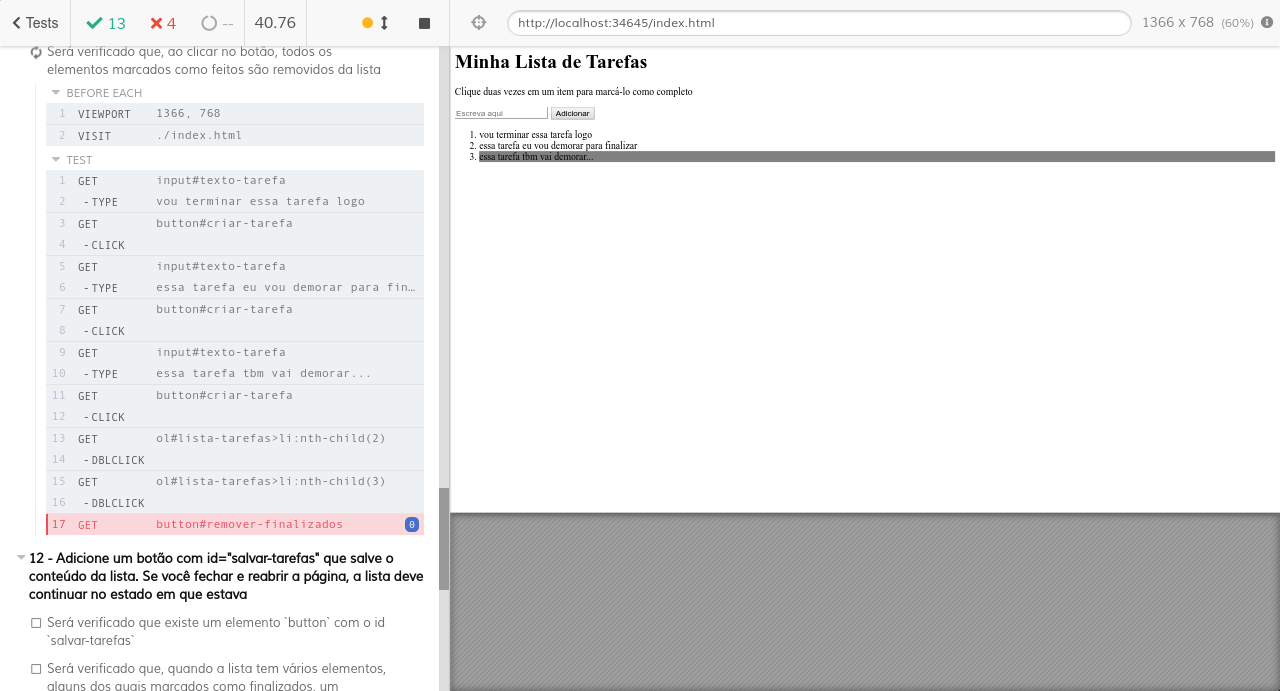 Tests
13
4
--
40.76
http://localhost:34645/index.html
1366 x 768 (60%)
Será verificado que, ao clicar no botão, todos os
elementos marcados como feitos são removidos da lista
BEFORE EACH
1 VIEWPORT 1366, 768
2 VISIT ./index.html
TEST
1 GET input#texto-tarefa
2 -TYPE vou terminar essa tarefa logo
3 GET button#criar-tarefa
4 -CLICK
5 GET input#texto-tarefa
6 -TYPE essa tarefa eu vou demorar para fin…
7 GET button#criar-tarefa
8 -CLICK
9 GET input#texto-tarefa
10 -TYPE essa tarefa tbm vai demorar...
11 GET button#criar-tarefa
12 -CLICK
13 GET ol#lista-tarefas>li:nth-child(2)
14 -DBLCLICK
15 GET ol#lista-tarefas>li:nth-child(3)
16 -DBLCLICK
17 GET button#remover-finalizados 0
12 - Adicione um botão com id="salvar-tarefas" que salve o
conteúdo da lista. Se você fechar e reabrir a página, a lista deve
continuar no estado em que estava
Será verificado que existe um elemento `button` com o id
`salvar-tarefas`
Será verificado que, quando a lista tem vários elementos,
alguns dos quais marcados como finalizados, um
Minha Lista de Tarefas
Clique duas vezes em um item para marcá-lo como completo
Escreva aqui
Adicionar
1. vou terminar essa tarefa logo
2. essa tarefa eu vou demorar para finalizar
3. essa tarefa tbm vai demorar...